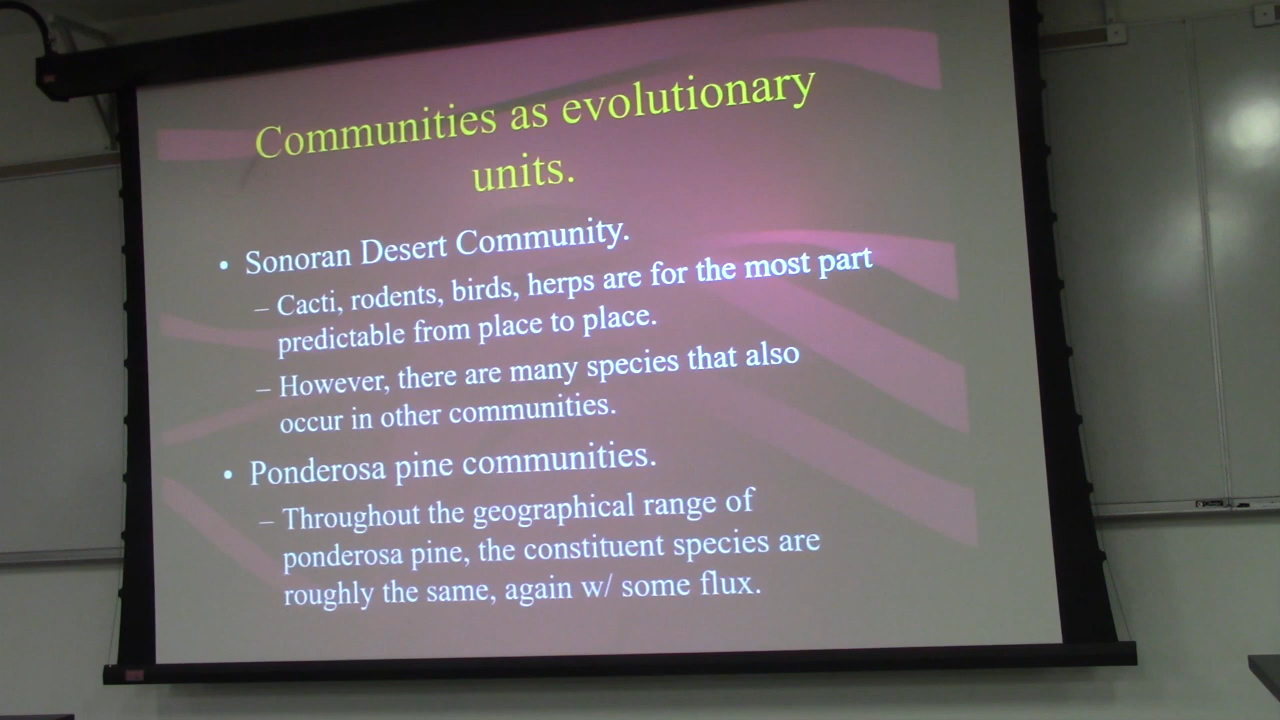 Communities as evolutionary
units.
• Sonoran Desert Community.
– Cacti, rodents, birds, herps are for the most part
predictable from place to place.
– However, there are many species that also
occur in other communities.
• Ponderosa pine communities.
– Throughout the geographical range of
ponderosa pine, the constituent species are
roughly the same, again w/ some flux.